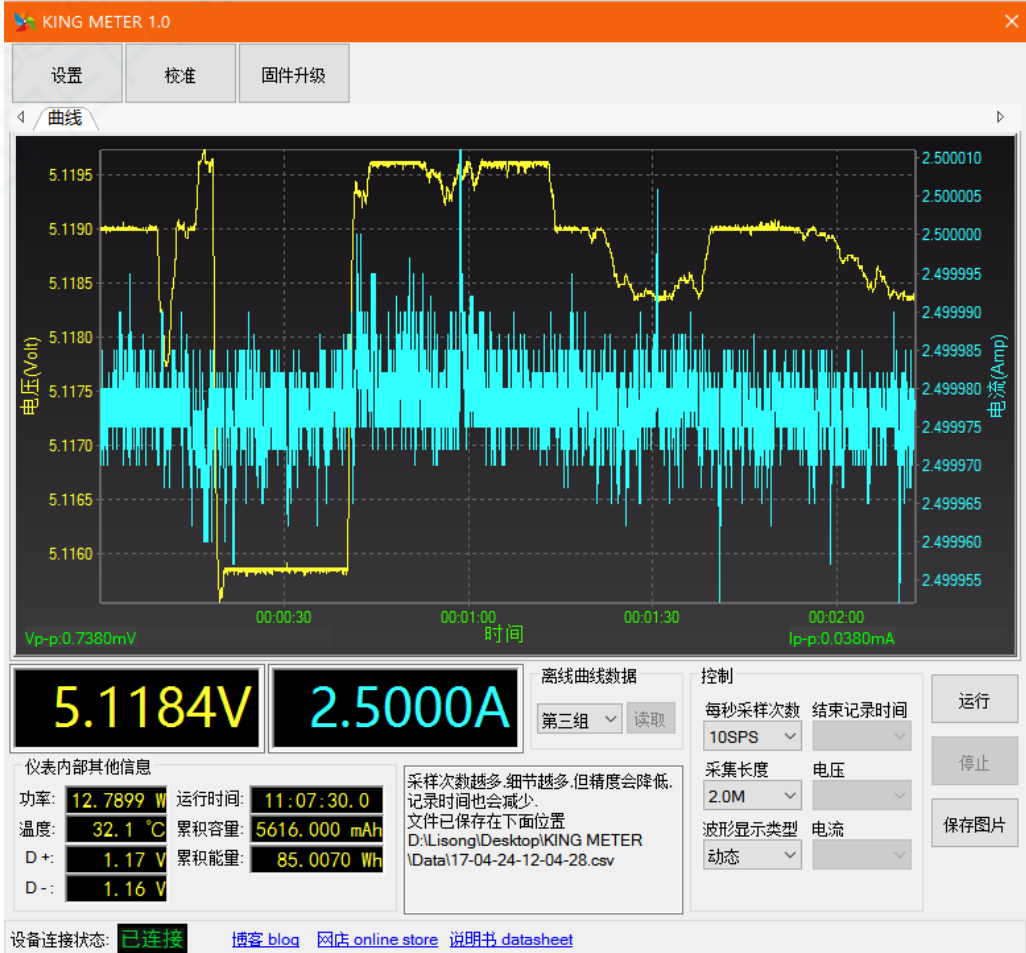 KING METER 1.0
设置 校准 固件升级
曲线
5.1195
5.1190
5.1185
5.1180
5.1175
5.1170
5.1165
5.1160
电压(Volt)
2.500010
2.500005
2.500000
2.499995
2.499990
2.499985
2.499980
2.499975
2.499970
2.499965
2.499960
2.499955
电流(Amp)
00:00:30 00:01:00 00:01:30 00:02:00
时间
Vp-p:0.7380mV
Ip-p:0.0380mA
5.1184V 2.5000A
离线曲线数据
第三组 读取
控制
每秒采样次数 结束记录时间
10SPS
采集长度 电压
2.0M
波形显示类型 电流
动态
运行
停止
保存图片
仪表内部其他信息
功率: 12.7899 W 运行时间: 11:07:30.0
温度: 32.1 ℃ 累积容量: 5616.000 mAh
D+: 1.17 V 累积能量: 85.0070 Wh
D-: 1.16 V
采样次数越多.细节越多.但精度会降低.
记录时间也会减少.
文件已保存在下面位置
D:\Lisong\Desktop\KING METER
\Data\17-04-24-12-04-28.csv
设备连接状态: 已连接 博客 blog 网店 online store 说明书 datasheet